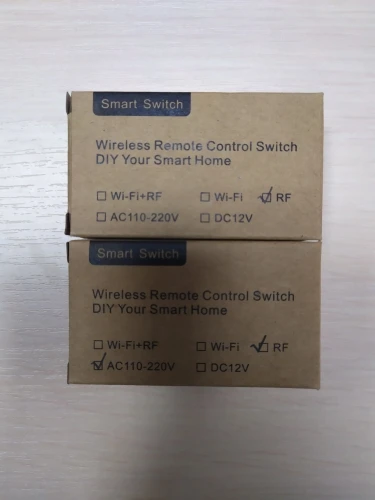 Smart Switch
Wireless Remote Control Switch
DIY Your Smart Home
☐ Wi-Fi+RF ☐ Wi-Fi ☑ RF
☐ AC110-220V ☐ DC12V
Smart Switch
Wireless Remote Control Switch
DIY Your Smart Home
☐ Wi-Fi+RF ☐ Wi-Fi ☑ RF
☑ AC110-220V ☐ DC12V